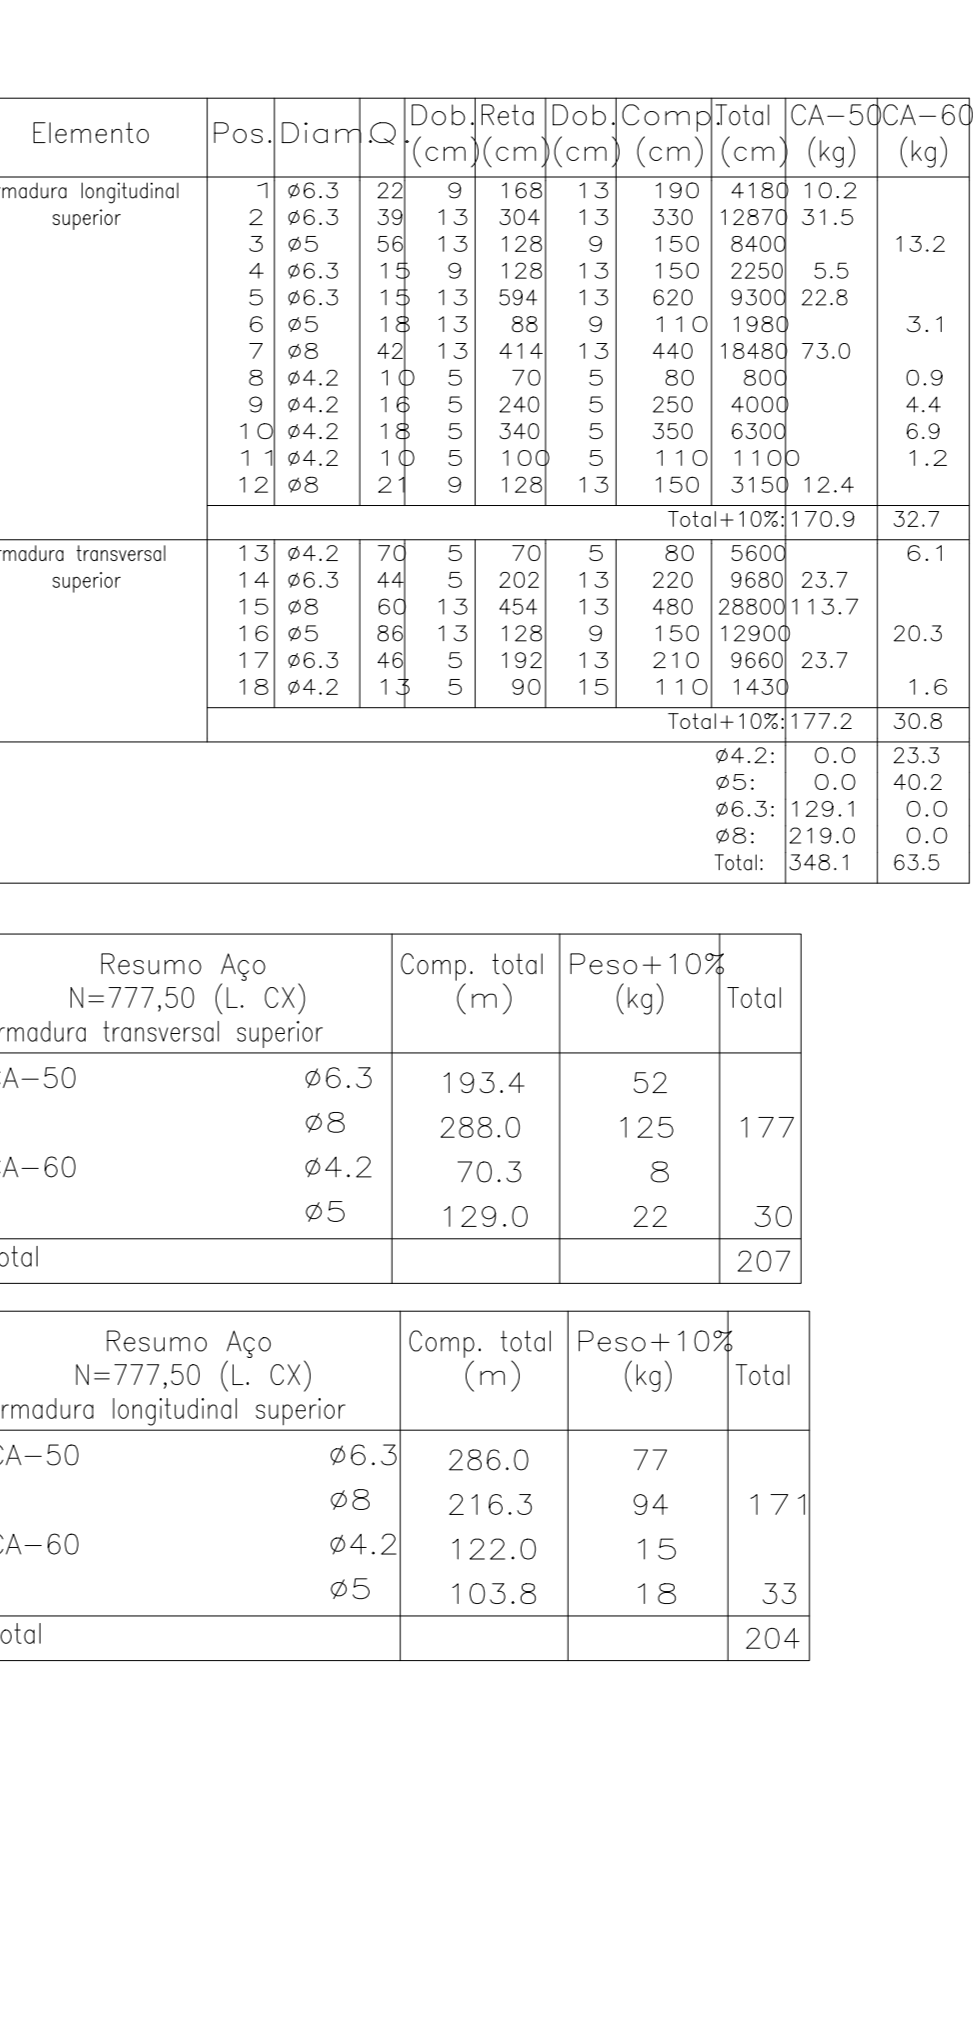 Elemento Pos. Diam. Q. Dob. (cm) Reta (cm) Dob. (cm) Comp. (cm) Total (cm) CA-50 (kg) CA-60 (kg)
rmadura longitudinal superior
1 ø6.3 22 9 168 13 190 4180 10.2
2 ø6.3 39 13 304 13 330 12870 31.5
3 ø5 56 13 128 9 150 8400 13.2
4 ø6.3 15 9 128 13 150 2250 5.5
5 ø6.3 15 13 594 13 620 9300 22.8
6 ø5 18 13 88 9 110 1980 3.1
7 ø8 42 13 414 13 440 18480 73.0
8 ø4.2 10 5 70 5 80 800 0.9
9 ø4.2 16 5 240 5 250 4000 4.4
10 ø4.2 18 5 340 5 350 6300 6.9
11 ø4.2 10 5 100 5 110 1100 1.2
12 ø8 21 9 128 13 150 3150 12.4
Total+10%: 170.9 32.7
rmadura transversal superior
13 ø4.2 70 5 70 5 80 5600 6.1
14 ø6.3 44 5 202 13 220 9680 23.7
15 ø8 60 13 454 13 480 28800 113.7
16 ø5 86 13 128 9 150 12900 20.3
17 ø6.3 46 5 192 13 210 9660 23.7
18 ø4.2 13 5 90 15 110 1430 1.6
Total+10%: 177.2 30.8
ø4.2: 0.0 23.3
ø5: 0.0 40.2
ø6.3: 129.1 0.0
ø8: 219.0 0.0
Total: 348.1 63.5
Resumo Aço
N=777,50 (L. CX)
rmadura transversal superior
Comp. total (m) Peso+10% (kg) Total
CA-50 ø6.3 193.4 52
ø8 288.0 125 177
CA-60 ø4.2 70.3 8
ø5 129.0 22 30
otal 207
Resumo Aço
N=777,50 (L. CX)
rmadura longitudinal superior
Comp. total (m) Peso+10% (kg) Total
CA-50 ø6.3 286.0 77
ø8 216.3 94 171
CA-60 ø4.2 122.0 15
ø5 103.8 18 33
otal 204